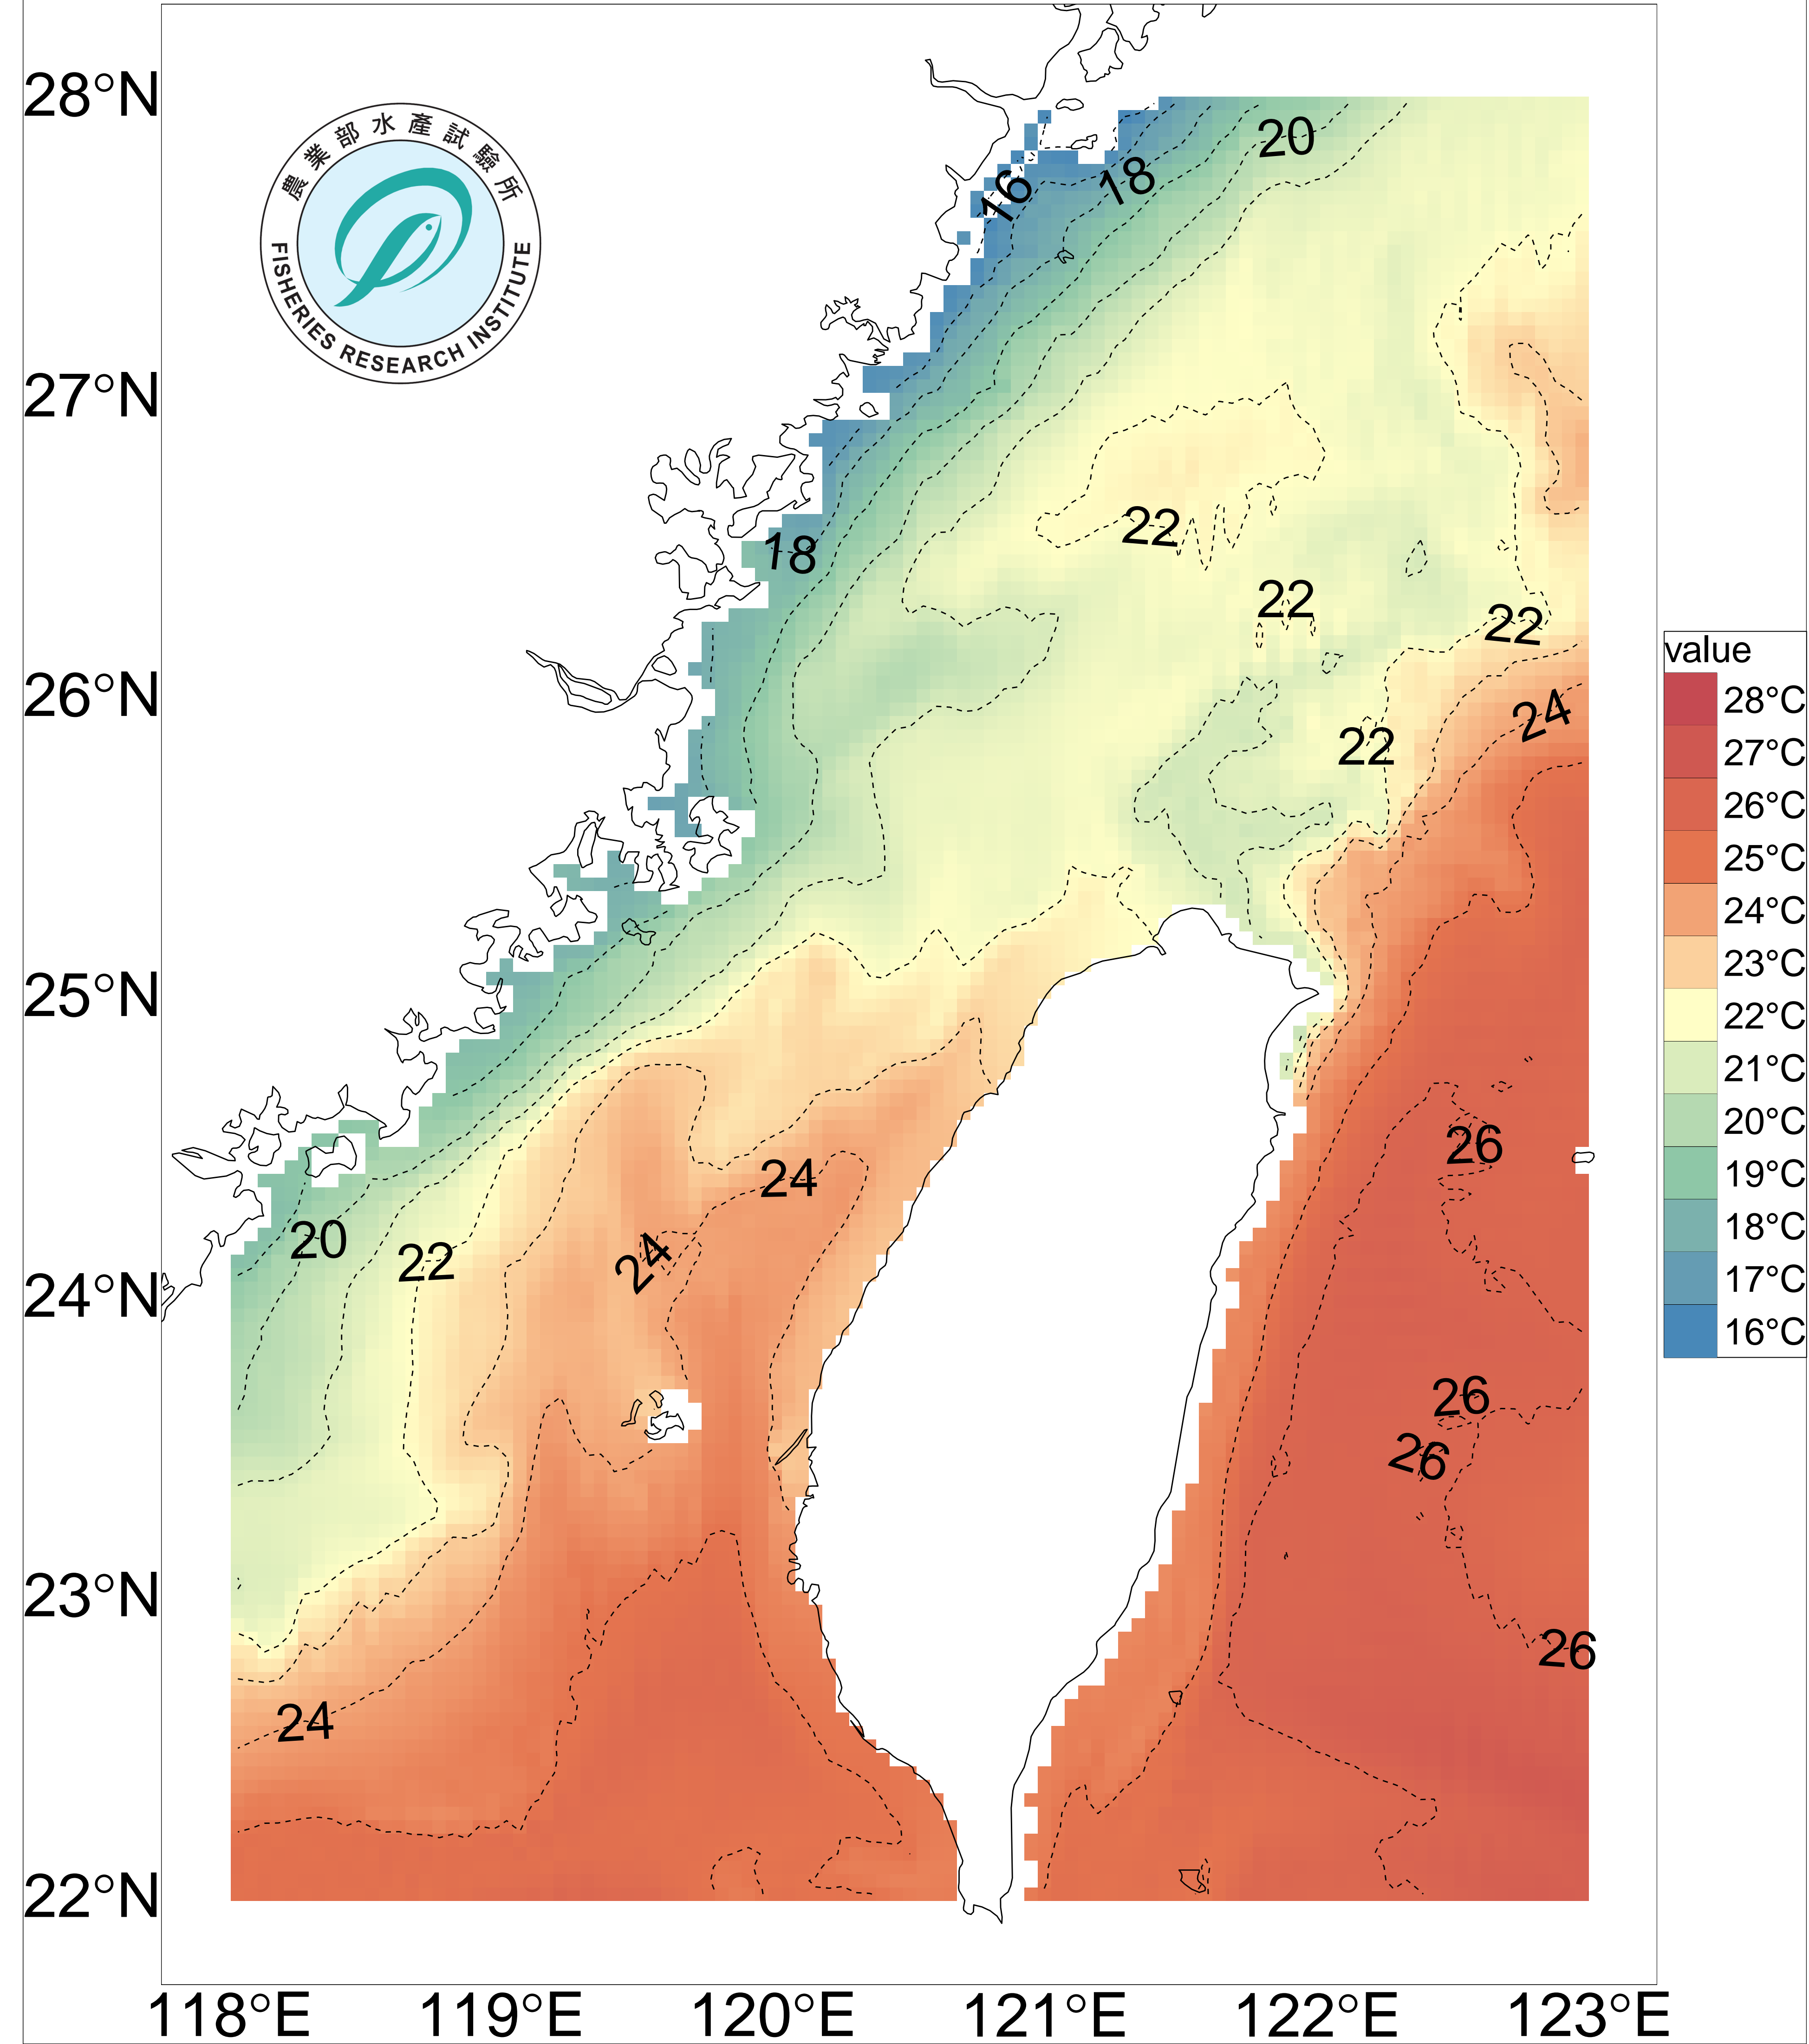 28°N
27°N
26°N
25°N
24°N
23°N
22°N
農業部水產試驗所
FISHERIES RESEARCH INSTITUTE
20
18
16
18
22
22
22
24
22
24
26
20
22
24
26
26
26
24
value
28°C
27°C
26°C
25°C
24°C
23°C
22°C
21°C
20°C
19°C
18°C
17°C
16°C
118°E 119°E 120°E 121°E 122°E 123°E